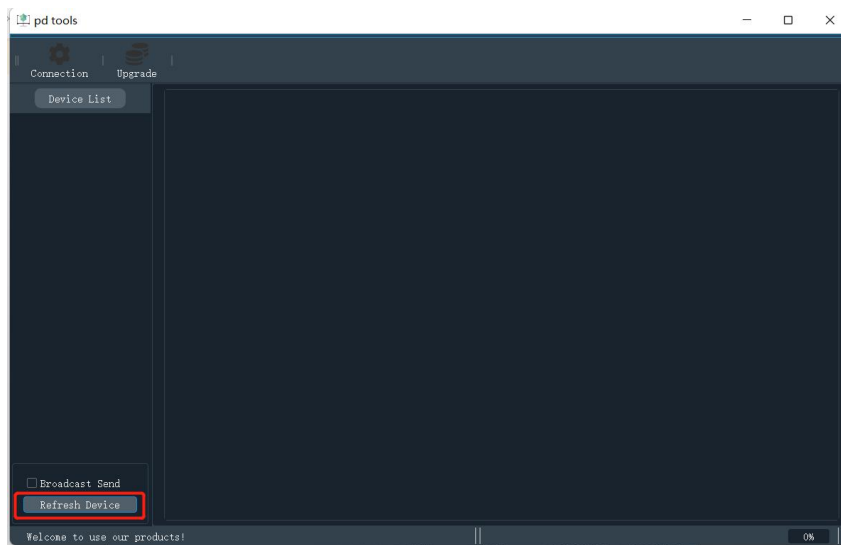 pd tools
Connection Upgrade
Device List
Broadcast Send
Refresh Device
Welcome to use our products! 0%